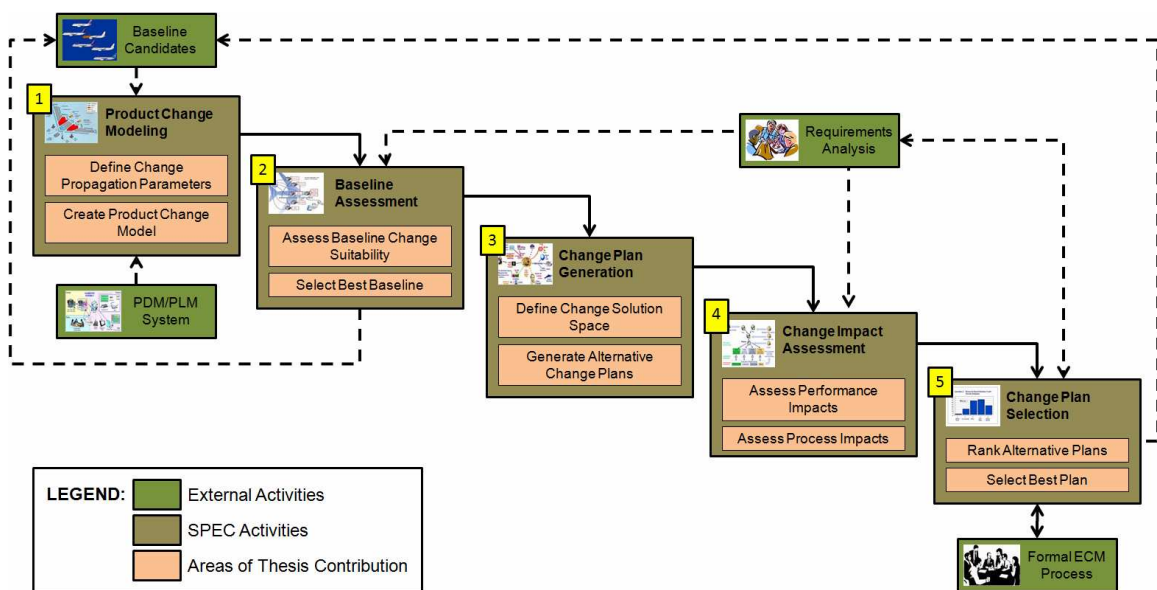 Baseline
Candidates
1
Product Change
Modeling
Define Change
Propagation Parameters
Create Product Change
Model
PDM/PLM
System
2
Baseline
Assessment
Assess Baseline Change
Suitability
Select Best Baseline
Requirements
Analysis
3
Change Plan
Generation
Define Change Solution
Space
Generate Alternative
Change Plans
4
Change Impact
Assessment
Assess Performance
Impacts
Assess Process Impacts
5
Change Plan
Selection
Rank Alternative Plans
Select Best Plan
Formal ECM
Process
LEGEND:
External Activities
SPEC Activities
Areas of Thesis Contribution